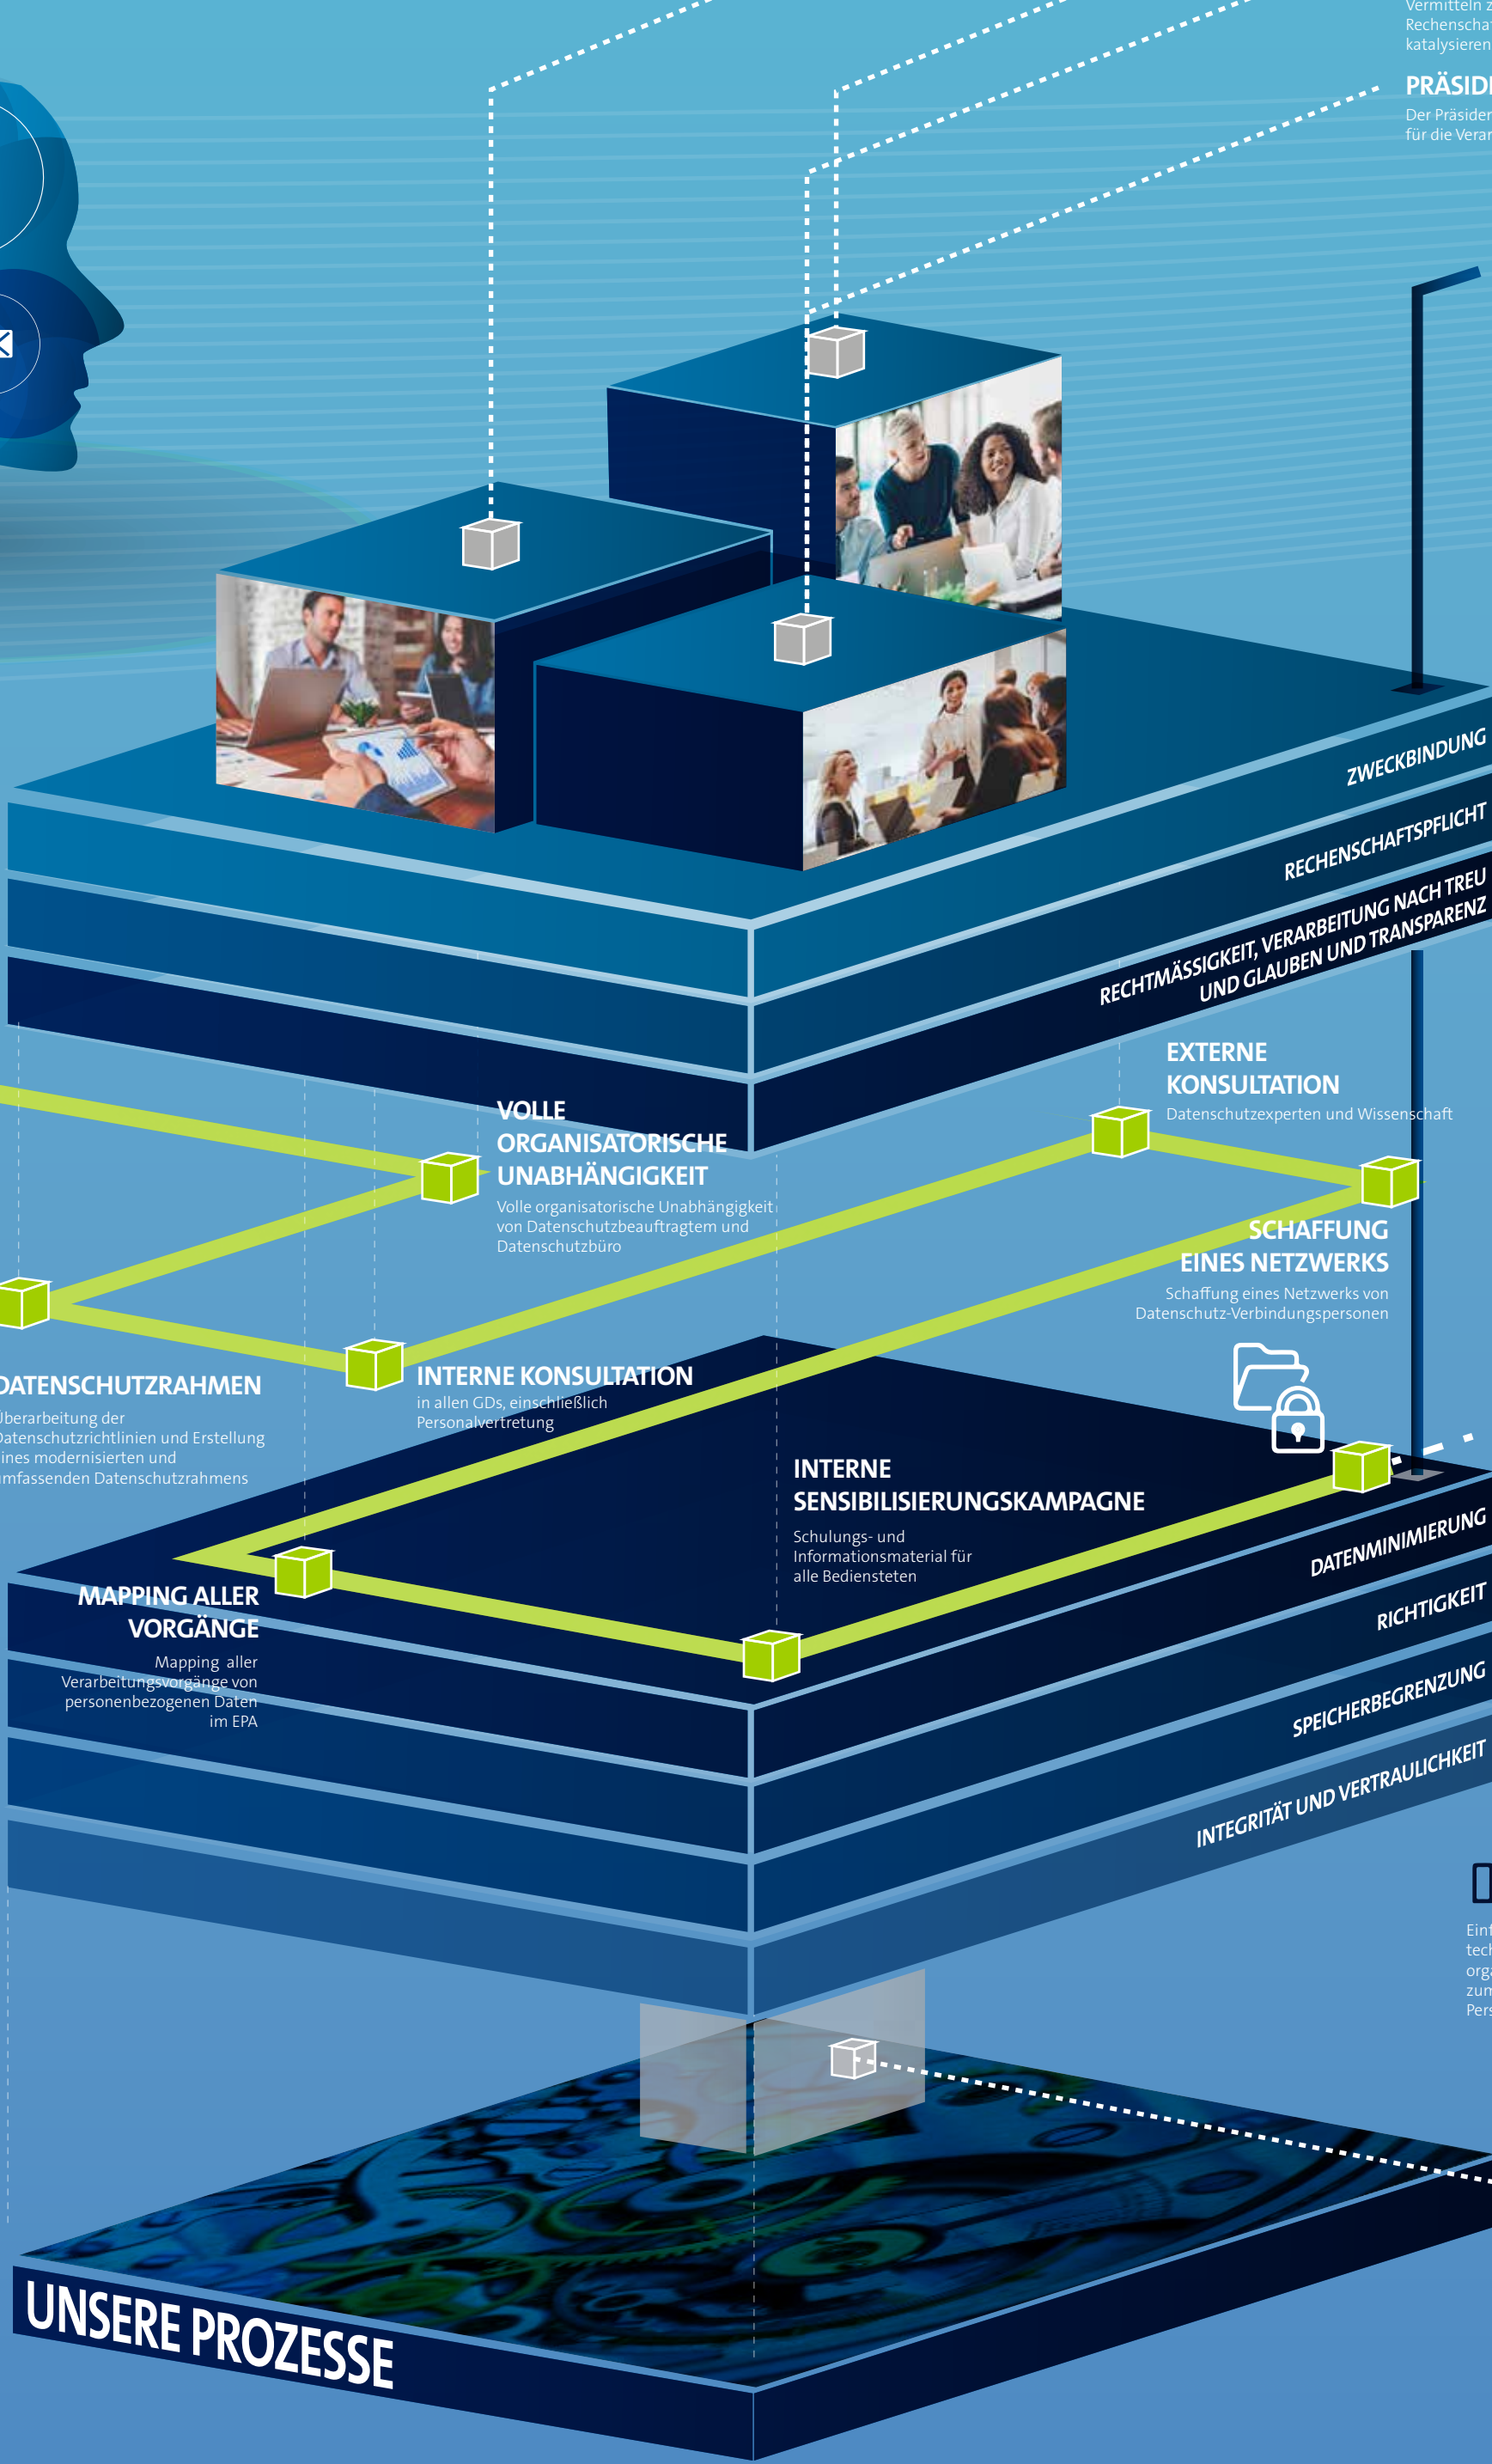 Vermitteln
katalysieren
Der
für die
ZWECKBINDUNG
RECHENSCHAFTSPFLICHT
RECHTMÄSSIGKEIT, VERARBEITUNG NACH TREU
UND GLAUBEN UND TRANSPARENZ
EXTERNE
KONSULTATION
Datenschutzexperten und Wissenschaft
VOLLE
ORGANISATORISCHE
UNABHÄNGIGKEIT
Volle organisatorische Unabhängigkeit
von Datenschutzbeauftragtem und
Datenschutzbüro
SCHAFFUNG
EINES NETZWERKS
Schaffung eines Netzwerks von
Datenschutz-Verbindungspersonen
DATENSCHUTZRAHMEN
Überarbeitung der
Datenschutzrichtlinien und Erstellung
eines modernisierten und
umfassenden Datenschutzrahmens
INTERNE KONSULTATION
in allen GDs, einschließlich
Personalvertretung
INTERNE
SENSIBILISIERUNGSKAMPAGNE
Schulungs- und
Informationsmaterial für
alle Bediensteten
MAPPING ALLER
VORGÄNGE
Mapping aller
Verarbeitungsvorgänge von
personenbezogenen Daten
im EPA
DATENMINIMIERUNG
RICHTIGKEIT
SPEICHERBEGRENZUNG
INTEGRITÄT UND VERTRAULICHKEIT
UNSERE PROZESSE